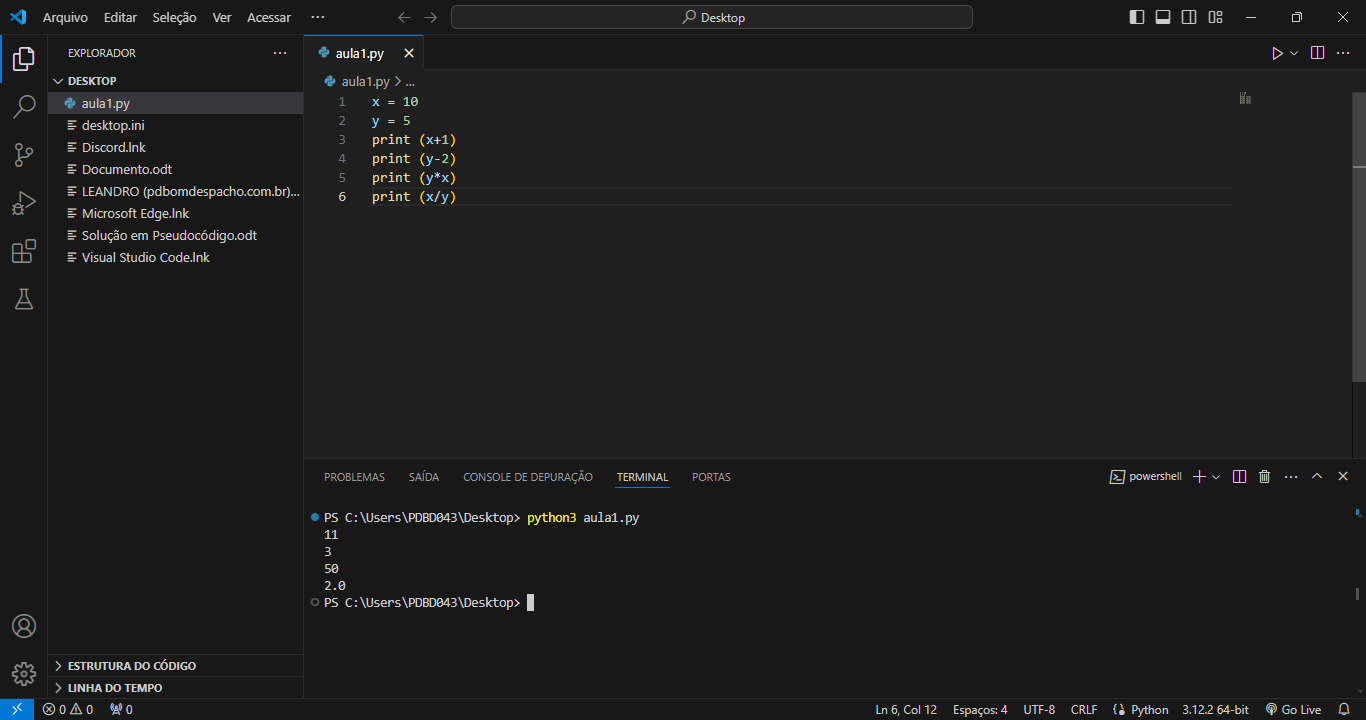 Arquivo Editar Seleção Ver Acessar ···
Desktop
EXPLORADOR ···
DESKTOP
aula1.py
desktop.ini
Discord.lnk
Documento.odt
LEANDRO (pdbomdespacho.com.br)...
Microsoft Edge.lnk
Solução em Pseudocódigo.odt
Visual Studio Code.lnk
ESTRUTURA DO CÓDIGO
LINHA DO TEMPO
aula1.py
aula1.py > ...
1 x = 10
2 y = 5
3 print (x+1)
4 print (y-2)
5 print (y*x)
6 print (x/y)
PROBLEMAS SAÍDA CONSOLE DE DEPURAÇÃO TERMINAL PORTAS
powershell
PS C:\Users\PDBD043\Desktop> python3 aula1.py
11
3
50
2.0
PS C:\Users\PDBD043\Desktop>
0 0 0
Ln 6, Col 12 Espaços: 4 UTF-8 CRLF Python 3.12.2 64-bit Go Live